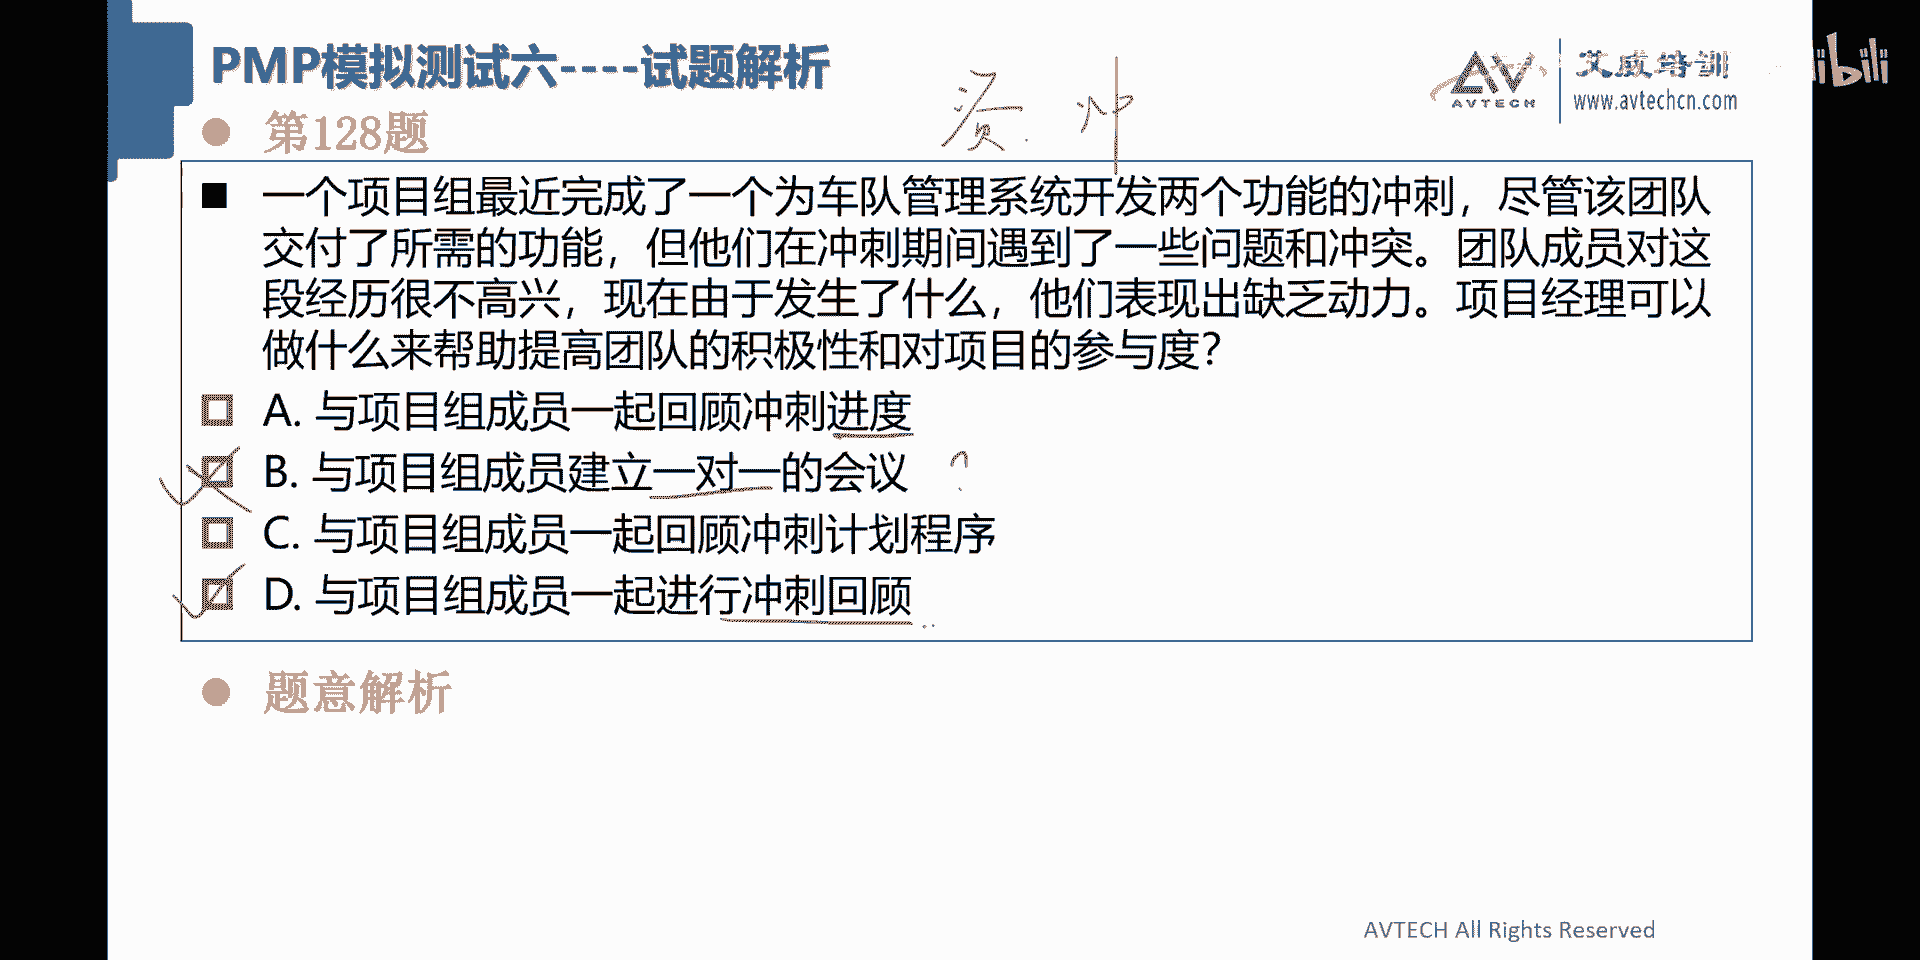 PMP模拟测试六----试题解析
艾威培训
AVTECH
www.avtechcn.com
bili
第128题
资 冲
一个项目组最近完成了一个为车队管理系统开发两个功能的冲刺，尽管该团队
交付了所需的功能，但他们在冲刺期间遇到了一些问题和冲突。团队成员对这
段经历很不高兴，现在由于发生了什么，他们表现出缺乏动力。项目经理可以
做什么来帮助提高团队的积极性和对项目的参与度？
A. 与项目组成员一起回顾冲刺进度
B. 与项目组成员建立一对一的会议 ?
C. 与项目组成员一起回顾冲刺计划程序
D. 与项目组成员一起进行冲刺回顾
题意解析
AVTECH All Rights Reserved